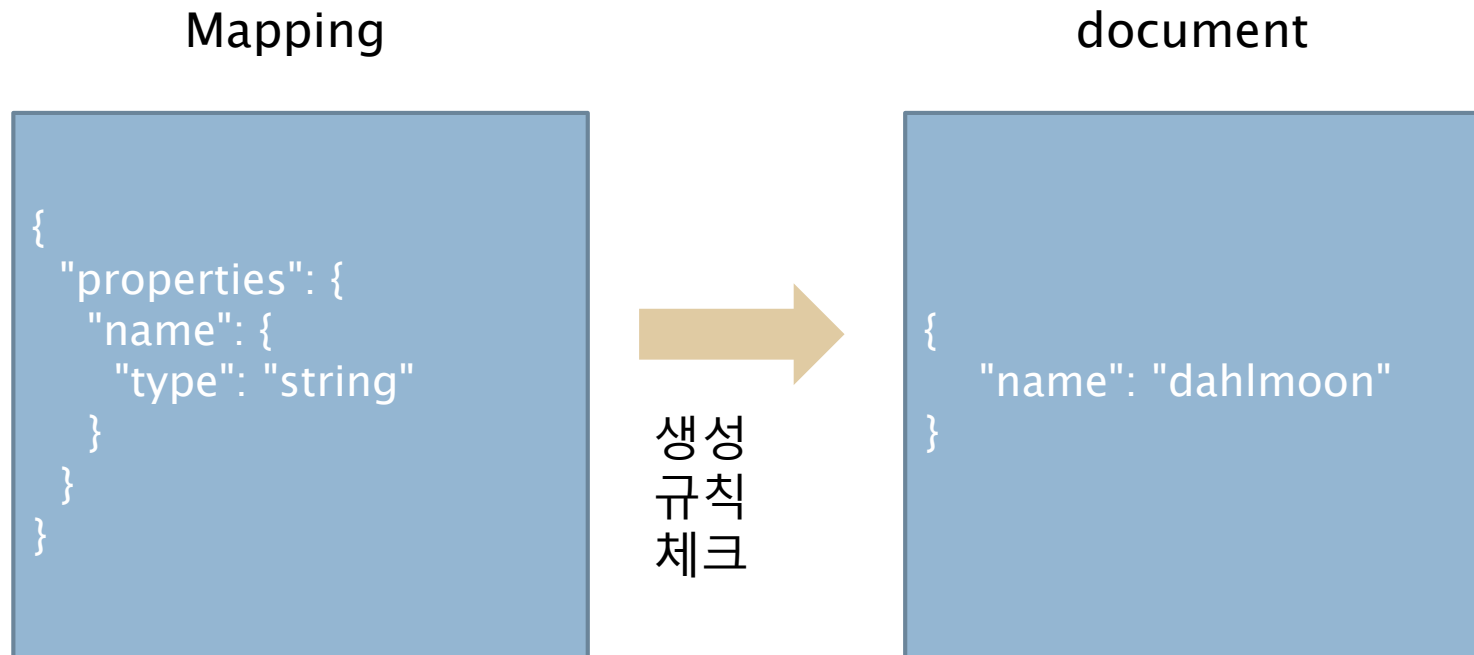 Mapping
document
{
"properties": {
"name": {
"type": "string"
}
}
}
생성
규칙
체크
{
"name": "dahlmoon"
}